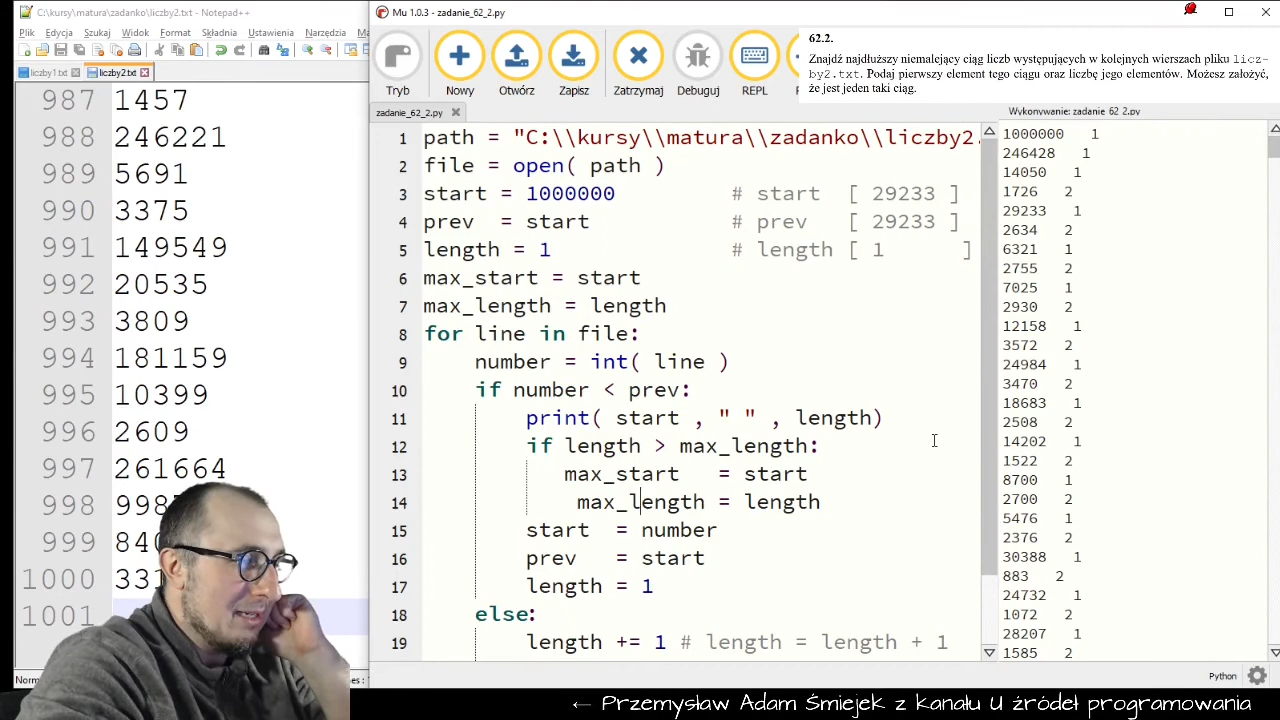 C:\kursy\matura\zadanko\liczby2.txt - Notepad++
Plik Edycja Szukaj Widok Format Składnia Ustawienia Narzędzia
liczby1.txt liczby2.txt
987 1457
988 246221
989 5691
990 3375
991 149549
992 20535
993 3809
994 181159
995 10399
996 2609
997 261664
998
999
1000
1001
Mu 1.0.3 - zadanie_62_2.py
Tryb Nowy Otwórz Zapisz Zatrzymaj Debuguj REPL
zadanie_62_2.py
1 path = "C:\\kursy\\matura\\zadanko\\liczby2.
2 file = open( path )
3 start = 1000000 # start [ 29233 ]
4 prev = start # prev [ 29233 ]
5 length = 1 # length [ 1 ]
6 max_start = start
7 max_length = length
8 for line in file:
9 number = int( line )
10 if number < prev:
11 print( start , " " , length)
12 if length > max_length:
13 max_start = start
14 max_length = length
15 start = number
16 prev = start
17 length = 1
18 else:
19 length += 1 # length = length + 1
62.2.
Znajdź najdłuższy niemalejący ciąg liczb występujących w kolejnych wierszach pliku licz-
by2.txt. Podaj pierwszy element tego ciągu oraz liczbę jego elementów. Możesz założyć,
że jest jeden taki ciąg.
Wykonywanie: zadanie 62 2.py
1000000 1
246428 1
14050 1
1726 2
29233 1
2634 2
6321 1
2755 2
7025 1
2930 2
12158 1
3572 2
24984 1
3470 2
18683 1
2508 2
14202 1
1522 2
8700 1
2700 2
5476 1
2376 2
30388 1
883 2
24732 1
1072 2
28207 1
1585 2
Python
← Przemysław Adam Śmiejek z kanału U źródeł programowania